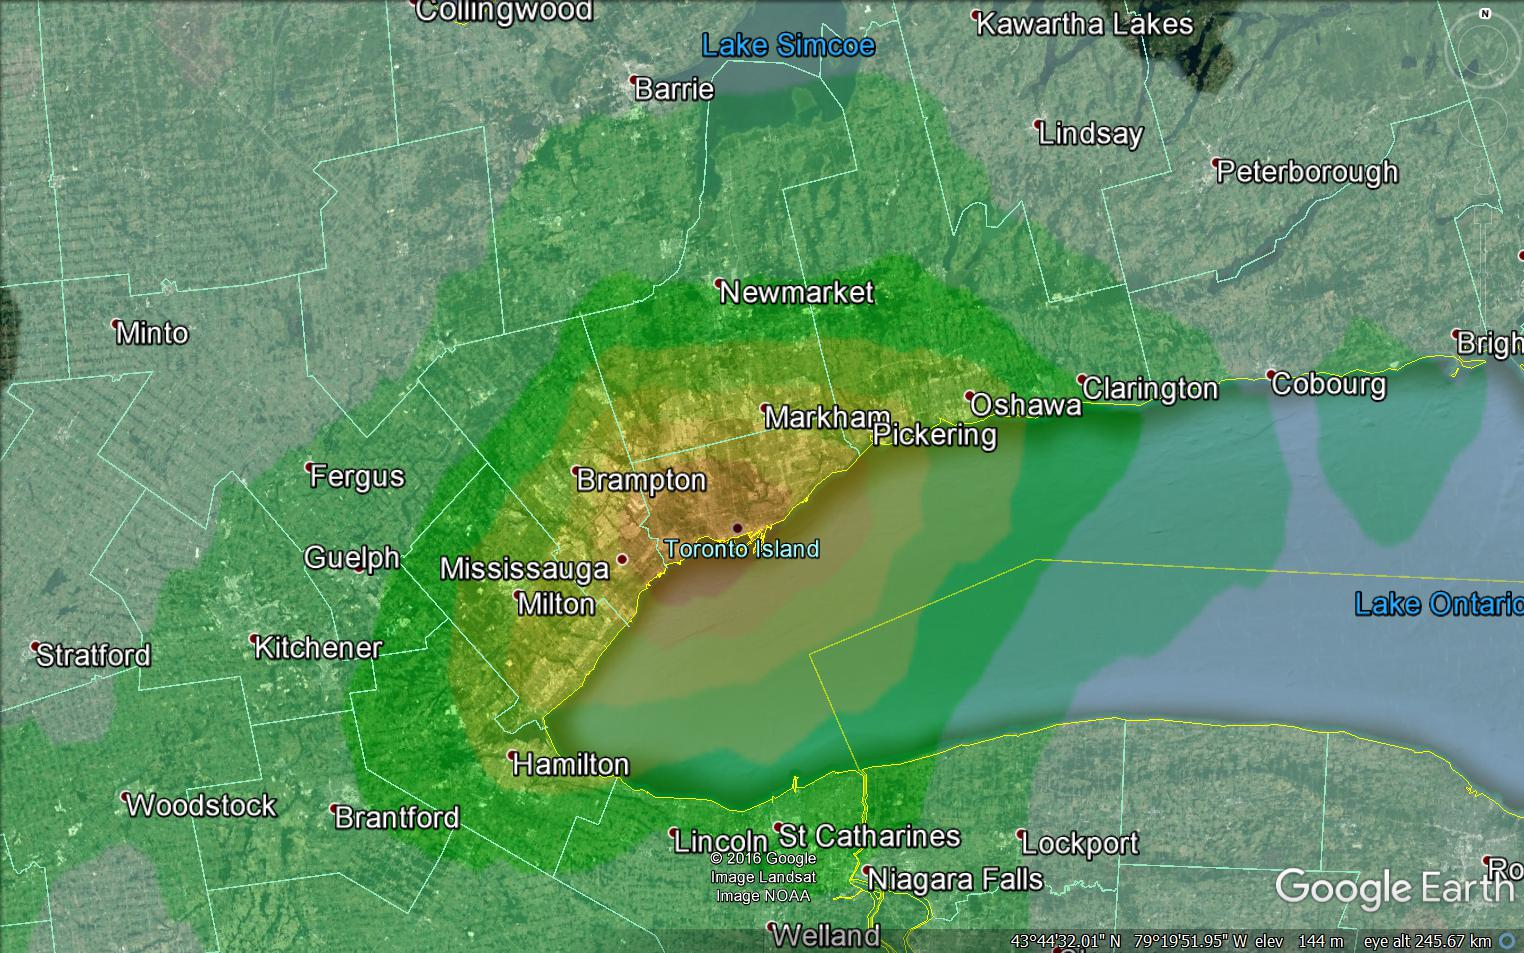 Collingwood
Kawartha Lakes
N
Lake Simcoe
Barrie
Lindsay
Peterborough
Newmarket
Minto
Brigh
Clarington
Cobourg
Oshawa
Markham
Pickering
Fergus
Brampton
Toronto Island
Guelph
Mississauga
Milton
Lake Ontario
Stratford
Kitchener
Hamilton
Woodstock
Brantford
Lincoln
St Catharines
Lockport
© 2016 Google
Image Landsat
Image NOAA
Niagara Falls
Ro
Google Earth
Welland
43°44'32.01" N 79°19'51.95" W elev 144 m eye alt 245.67 km